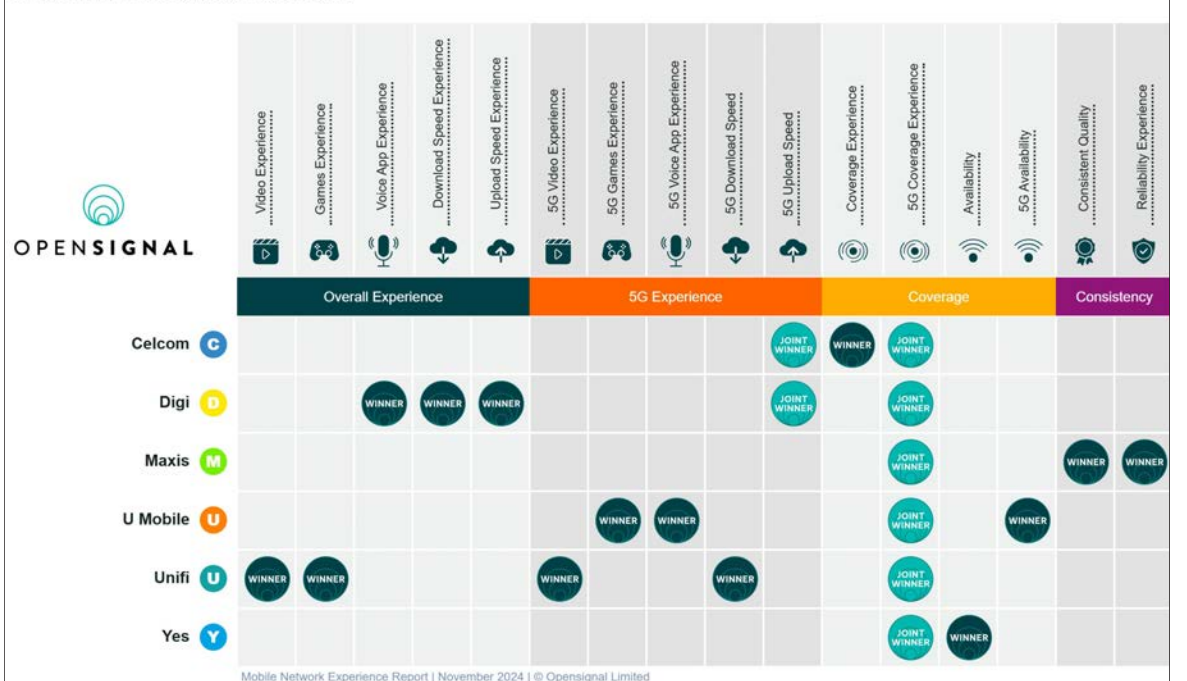 Video Experience
Games Experience
Voice App Experience
Download Speed Experience
Upload Speed Experience
5G Video Experience
5G Games Experience
5G Voice App Experience
5G Download Speed
5G Upload Speed
Coverage Experience
5G Coverage Experience
Availability
5G Availability
Consistent Quality
Reliability Experience
OPENSIGNAL
Overall Experience
5G Experience
Coverage
Consistency
Celcom C
JOINT
WINNER
WINNER
JOINT
WINNER
Digi D
WINNER
WINNER
WINNER
JOINT
WINNER
JOINT
WINNER
Maxis M
JOINT
WINNER
WINNER
WINNER
U Mobile U
WINNER
WINNER
JOINT
WINNER
WINNER
Unifi U
WINNER
WINNER
WINNER
WINNER
JOINT
WINNER
Yes Y
JOINT
WINNER
WINNER
Mobile Network Experience Report | November 2024 | © Opensignal Limited